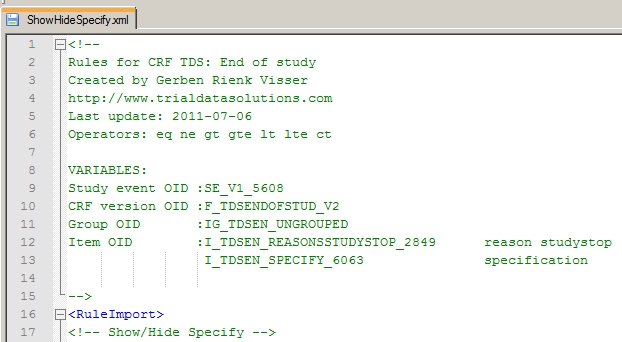 ShowHideSpecify.xml
1 <!--
2 Rules for CRF TDS: End of study
3 Created by Gerben Rienk Visser
4 http://www.trialdatasolutions.com
5 Last update: 2011-07-06
6 Operators: eq ne gt gte lt lte ct
7
8 VARIABLES:
9 Study event OID :SE_V1_5608
10 CRF version OID :F_TDSENDOFSTUD_V2
11 Group OID :IG_TDSEN_UNGROUPED
12 Item OID :I_TDSEN_REASONSSTUDYSTOP_2849 reason studystop
13 I_TDSEN_SPECIFY_6063 specification
14
15 -->
16 <RuleImport>
17 <!-- Show/Hide Specify -->